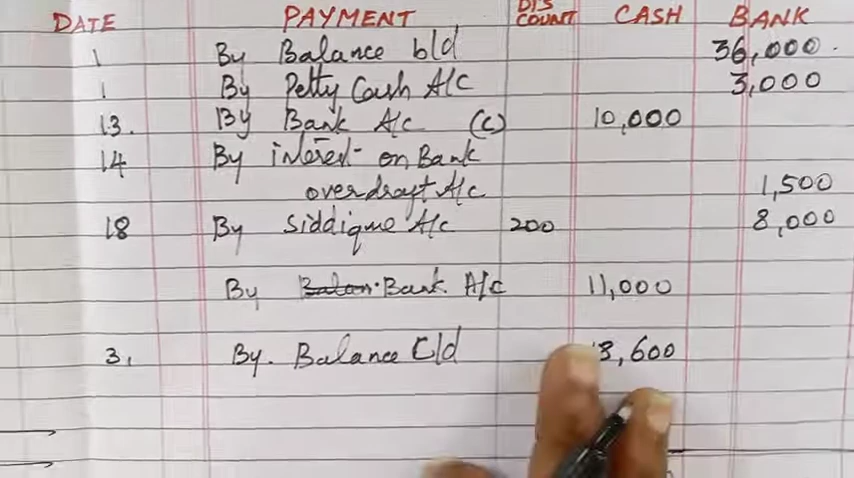 DATE PAYMENT DIS COUNT CASH BANK
1 By Balance b/d 36,000.
1 By Petty Cash A/C 3,000
13. By Bank A/C (C) 10,000
14 By interest on Bank
overdraft A/c 1,500
18 By Siddique A/c 200 8,000
By Bank A/c 11,000
3, By. Balance C/d 3,600